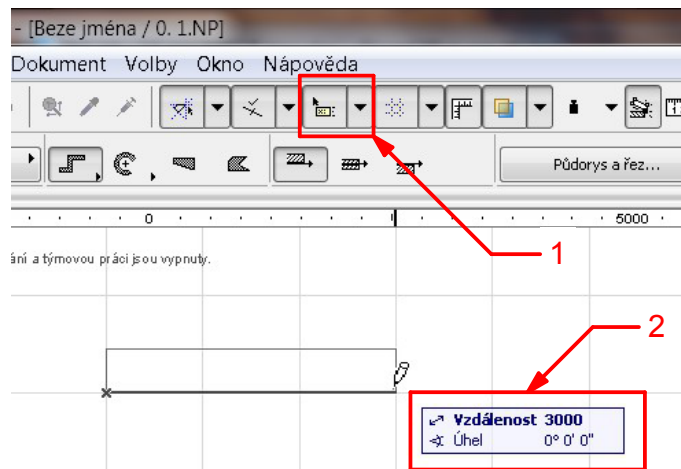 - [Beze jména / 0. 1.NP]
Dokument Volby Okno Nápověda
Půdorys a řez...
0 5000
ání a týmovou práci jsou vypnuty.
1
2
Vzdálenost 3000
Úhel 0° 0' 0"